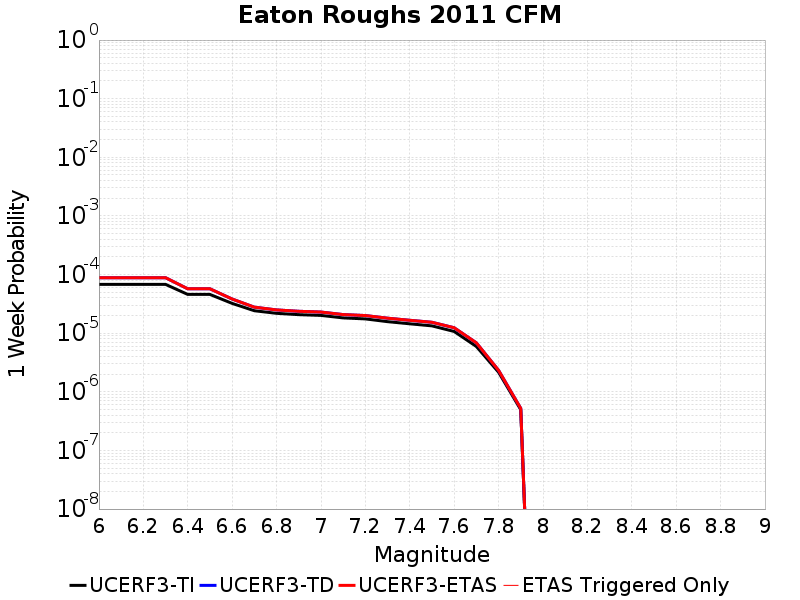 Eaton Roughs 2011 CFM
1 Week Probability
10^0
10^-1
10^-2
10^-3
10^-4
10^-5
10^-6
10^-7
10^-8
6 6.2 6.4 6.6 6.8 7 7.2 7.4 7.6 7.8 8 8.2 8.4 8.6 8.8 9
Magnitude
UCERF3-TI UCERF3-TD UCERF3-ETAS ETAS Triggered Only